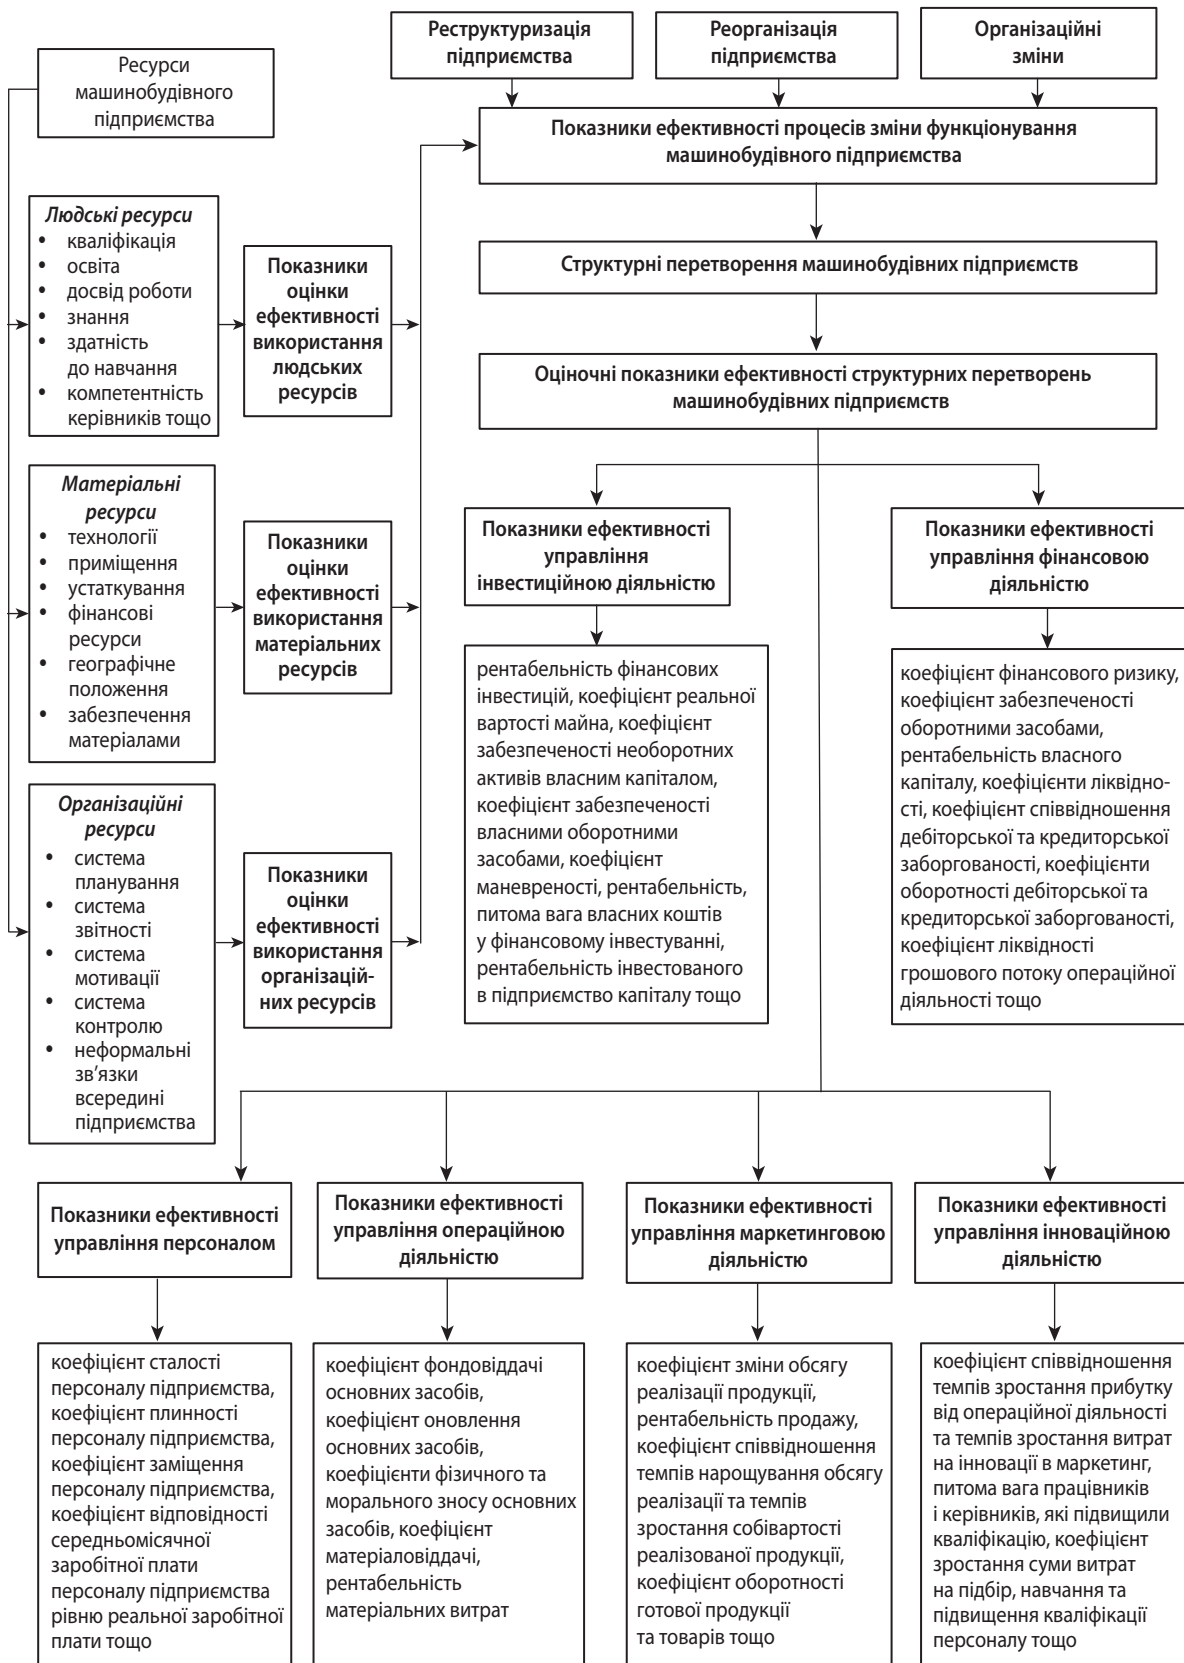 Реструктуризація
підприємства
Реорганізація
підприємства
Організаційні
зміни
Ресурси
машинобудівного
підприємства
Показники ефективності процесів зміни функціонування
машинобудівного підприємства
Людські ресурси
• кваліфікація
• освіта
• досвід роботи
• знання
• здатність
до навчання
• компетентність
керівників тощо
Показники
оцінки
ефективності
використання
людських
ресурсів
Структурні перетворення машинобудівних підприємств
Оціночні показники ефективності структурних перетворень
машинобудівних підприємств
Матеріальні
ресурси
• технології
• приміщення
• устаткування
• фінансові
ресурси
• географічне
положення
• забезпечення
матеріалами
Показники
оцінки
ефективності
використання
матеріальних
ресурсів
Показники ефективності
управління
інвестиційною діяльністю
Показники ефективності
управління фінансовою
діяльністю
рентабельність фінансових
інвестицій, коефіцієнт реальної
вартості майна, коефіцієнт
забезпеченості необоротних
активів власним капіталом,
коефіцієнт забезпеченості
власними оборотними
засобами, коефіцієнт
маневреності, рентабельність,
питома вага власних коштів
у фінансовому інвестуванні,
рентабельність інвестованого
в підприємство капіталу тощо
коефіцієнт фінансового ризику,
коефіцієнт забезпеченості
оборотними засобами,
рентабельність власного
капіталу, коефіцієнти ліквідно-
сті, коефіцієнт співвідношення
дебіторської та кредиторської
заборгованості, коефіцієнти
оборотності дебіторської та
кредиторської заборгованості,
коефіцієнт ліквідності
грошового потоку операційної
діяльності тощо
Організаційні
ресурси
• система
планування
• система
звітності
• система
мотивації
• система
контролю
• неформальні
зв'язки
всередині
підприємства
Показники
оцінки
ефективності
використання
організацій-
них ресурсів
Показники ефективності
управління персоналом
Показники ефективності
управління операційною
діяльністю
Показники ефективності
управління маркетинговою
діяльністю
Показники ефективності
управління інноваційною
діяльністю
коефіцієнт сталості
персоналу підприємства,
коефіцієнт плинності
персоналу підприємства,
коефіцієнт заміщення
персоналу підприємства,
коефіцієнт відповідності
середньомісячної
заробітної плати
персоналу підприємства
рівню реальної заробітної
плати тощо
коефіцієнт фондовіддачі
основних засобів,
коефіцієнт оновлення
основних засобів,
коефіцієнти фізичного та
морального зносу основних
засобів, коефіцієнт
матеріаловіддачі,
рентабельність
матеріальних витрат
коефіцієнт зміни обсягу
реалізації продукції,
рентабельність продажу,
коефіцієнт співвідношення
темпів нарощування обсягу
реалізації та темпів
зростання собівартості
реалізованої продукції,
коефіцієнт оборотності
готової продукції
та товарів тощо
коефіцієнт співвідношення
темпів зростання прибутку
від операційної діяльності
та темпів зростання витрат
на інновації в маркетинг,
питома вага працівників
і керівників, які підвищили
кваліфікацію, коефіцієнт
зростання суми витрат
на підбір, навчання та
підвищення кваліфікації
персоналу тощо